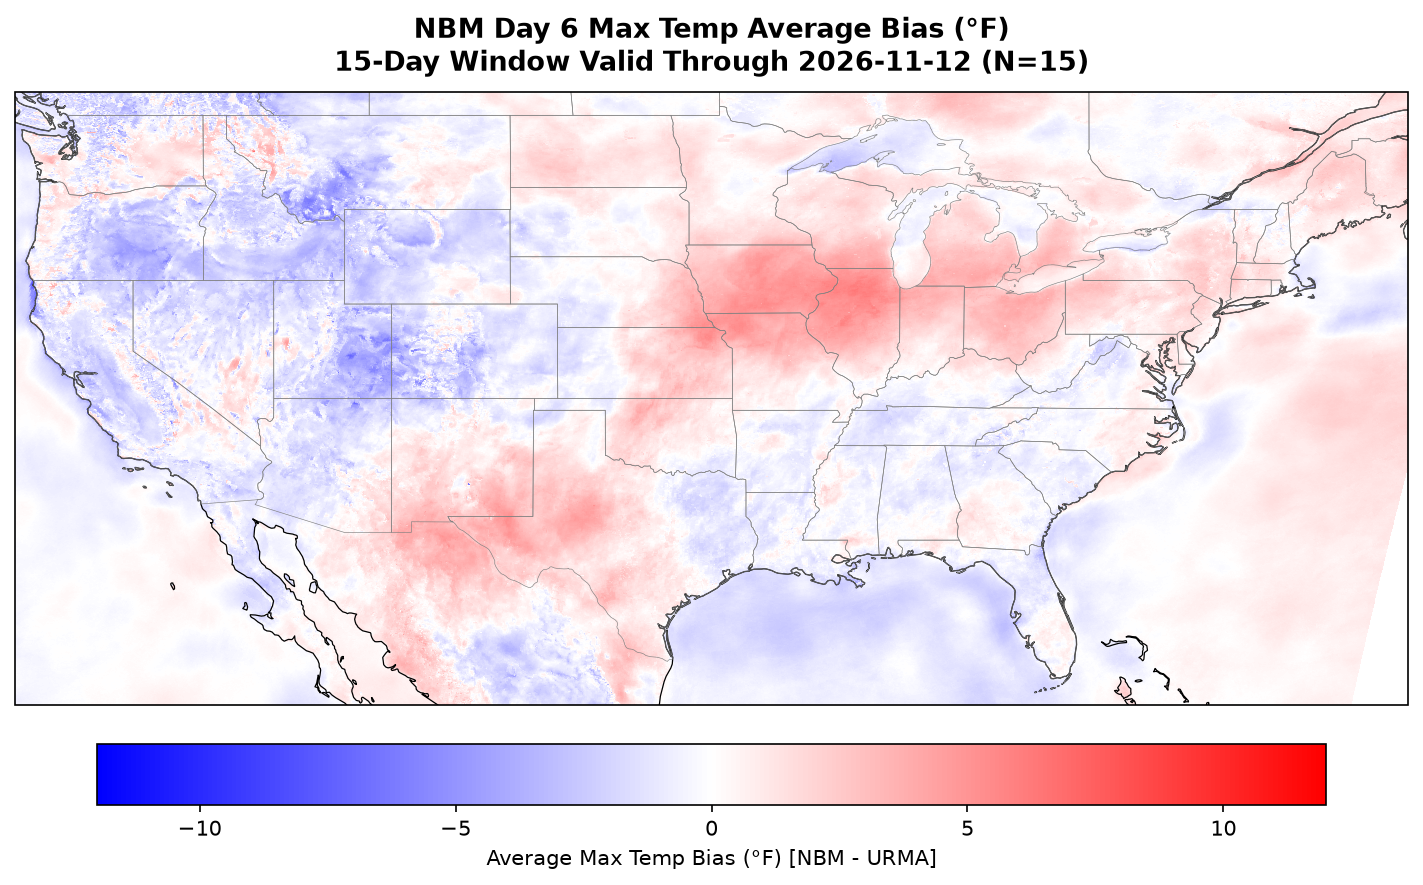 NBM Day 6 Max Temp Average Bias (°F)
15-Day Window Valid Through 2026-11-12 (N=15)
−10 −5 0 5 10
Average Max Temp Bias (°F) [NBM - URMA]